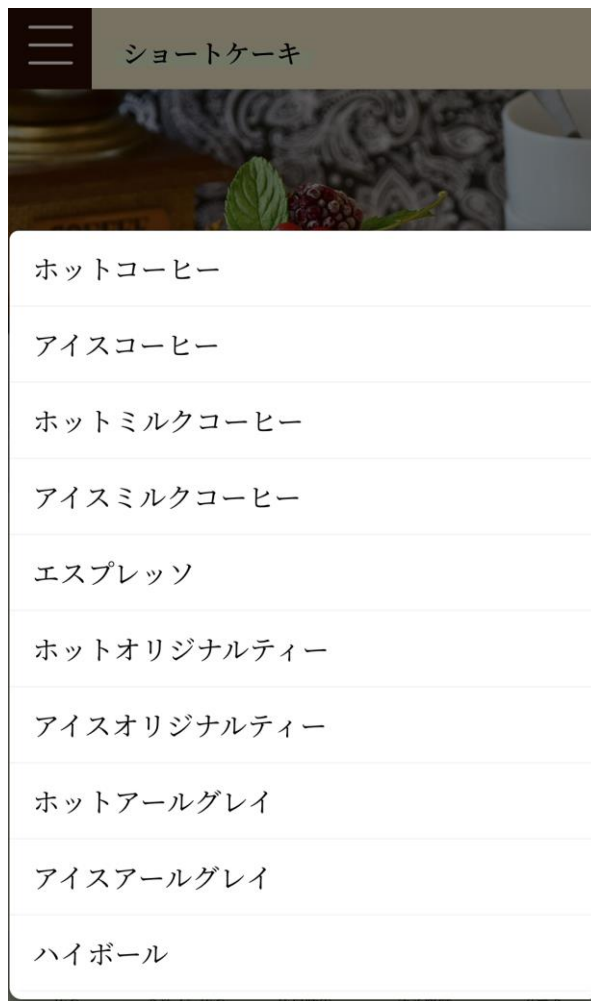 ショートケーキ
ホットコーヒー
アイスコーヒー
ホットミルクコーヒー
アイスミルクコーヒー
エスプレッソ
ホットオリジナルティー
アイスオリジナルティー
ホットアールグレイ
アイスアールグレイ
ハイボール